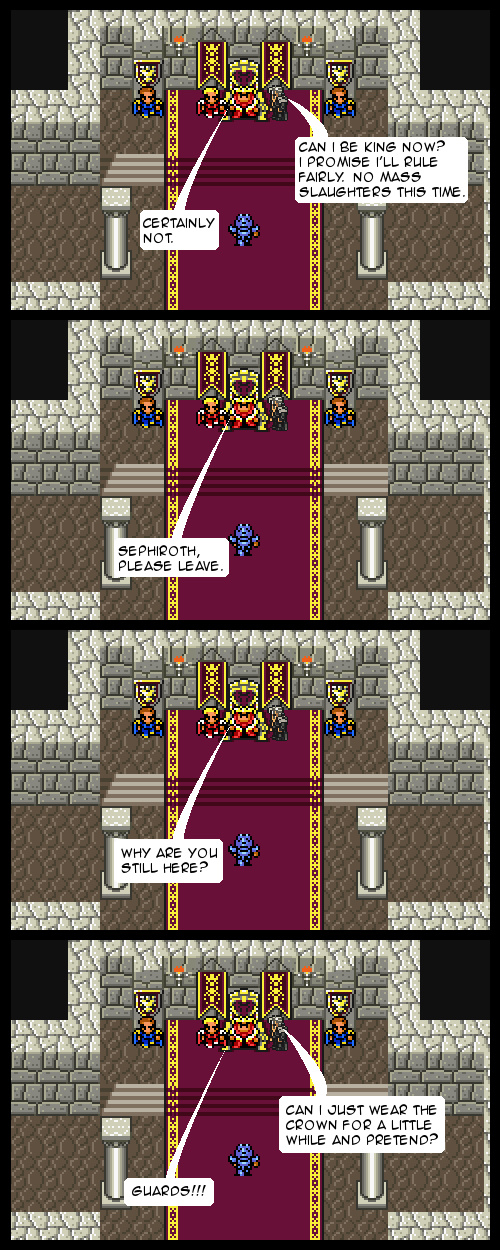 CAN I BE KING NOW?
I PROMISE I'LL RULE
FAIRLY. NO MASS
SLAUGHTERS THIS TIME.
CERTAINLY
NOT.
SEPHIROTH,
PLEASE LEAVE.
WHY ARE YOU
STILL HERE?
CAN I JUST WEAR THE
CROWN FOR A LITTLE
WHILE AND PRETEND?
GUARDS!!!